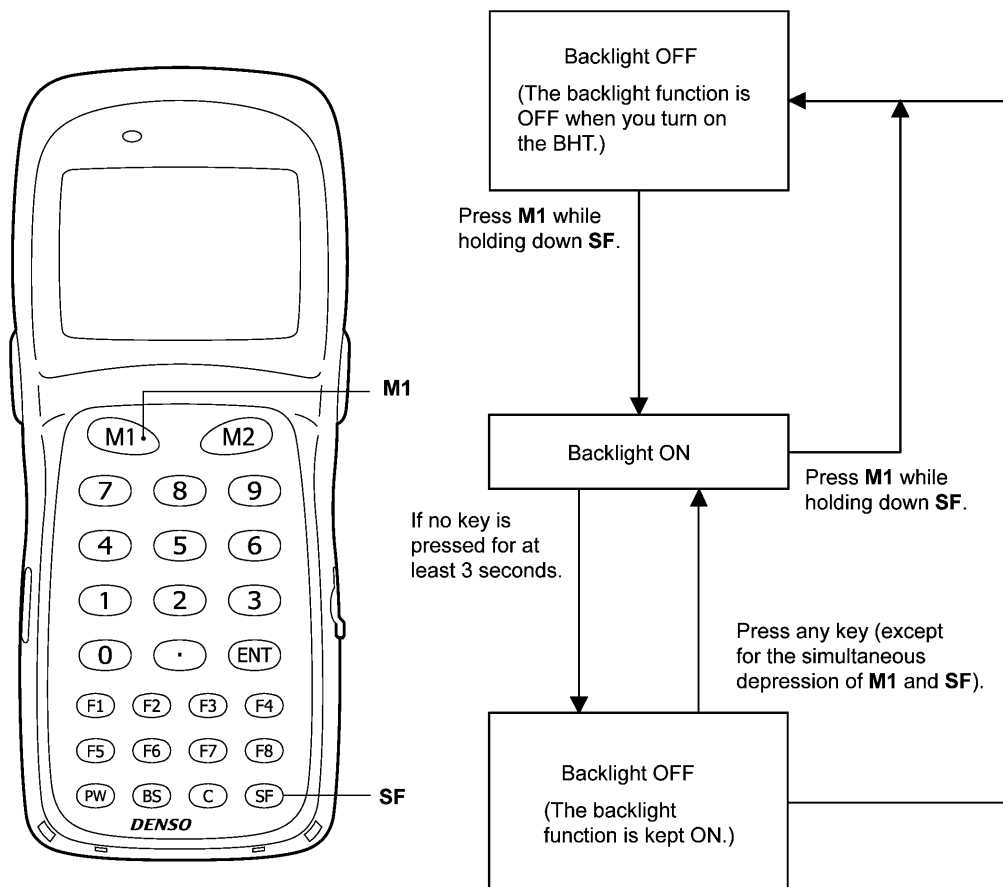 M1
M1 M2
7 8 9
4 5 6
1 2 3
0 . ENT
F1 F2 F3 F4
F5 F6 F7 F8
PW BS C SF
SF
DENSO
Backlight OFF
(The backlight function is
OFF when you turn on
the BHT.)
Press M1 while
holding down SF.
Backlight ON
Press M1 while
holding down SF.
If no key is
pressed for at
least 3 seconds.
Press any key (except
for the simultaneous
depression of M1 and SF).
Backlight OFF
(The backlight
function is kept ON.)